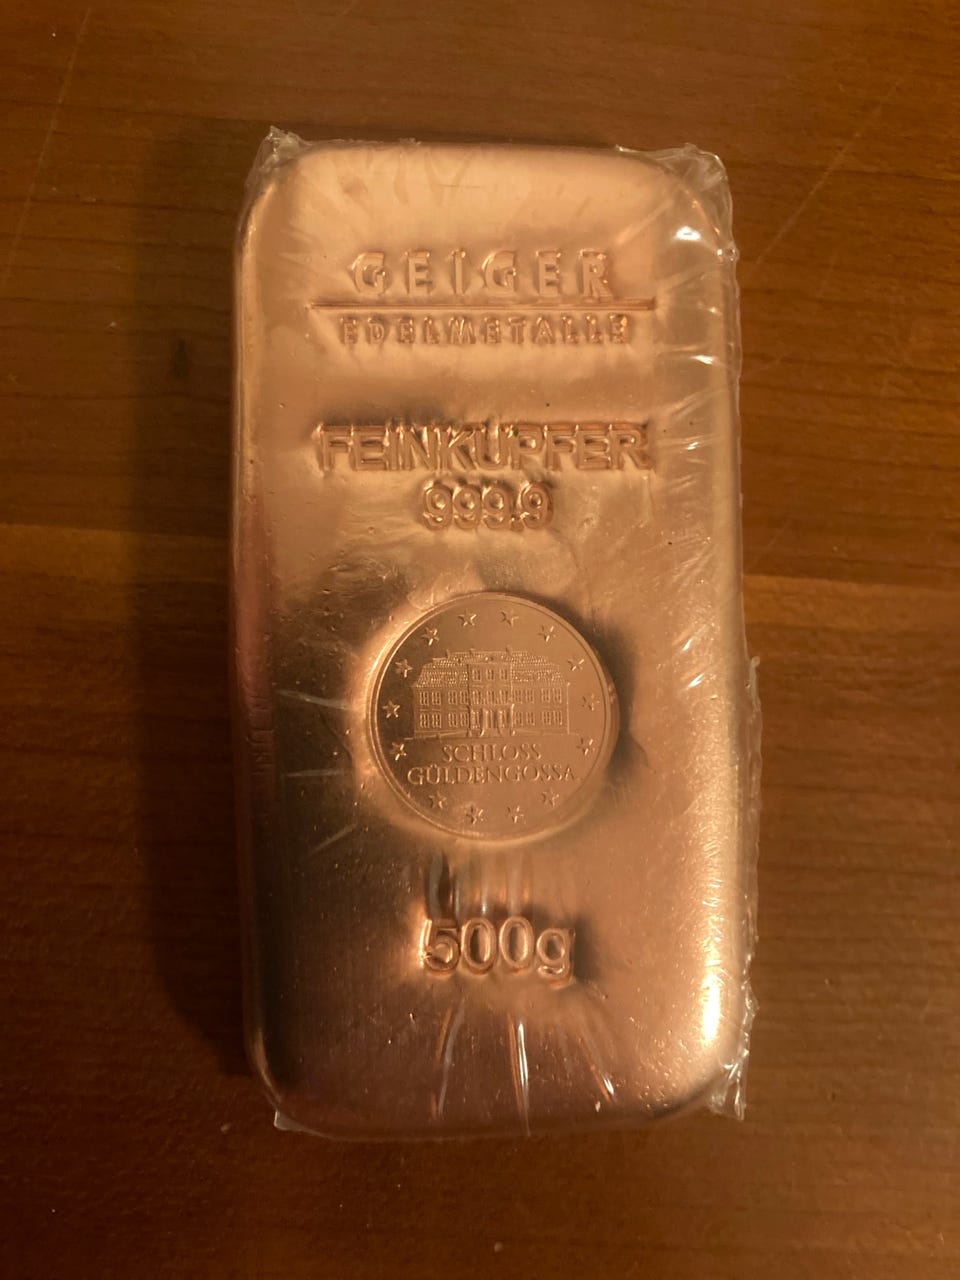 GEIGER
EDELMETALLE
FEINKUPFER
999.9
SCHLOSS
GÜLDENGOSSA
500g